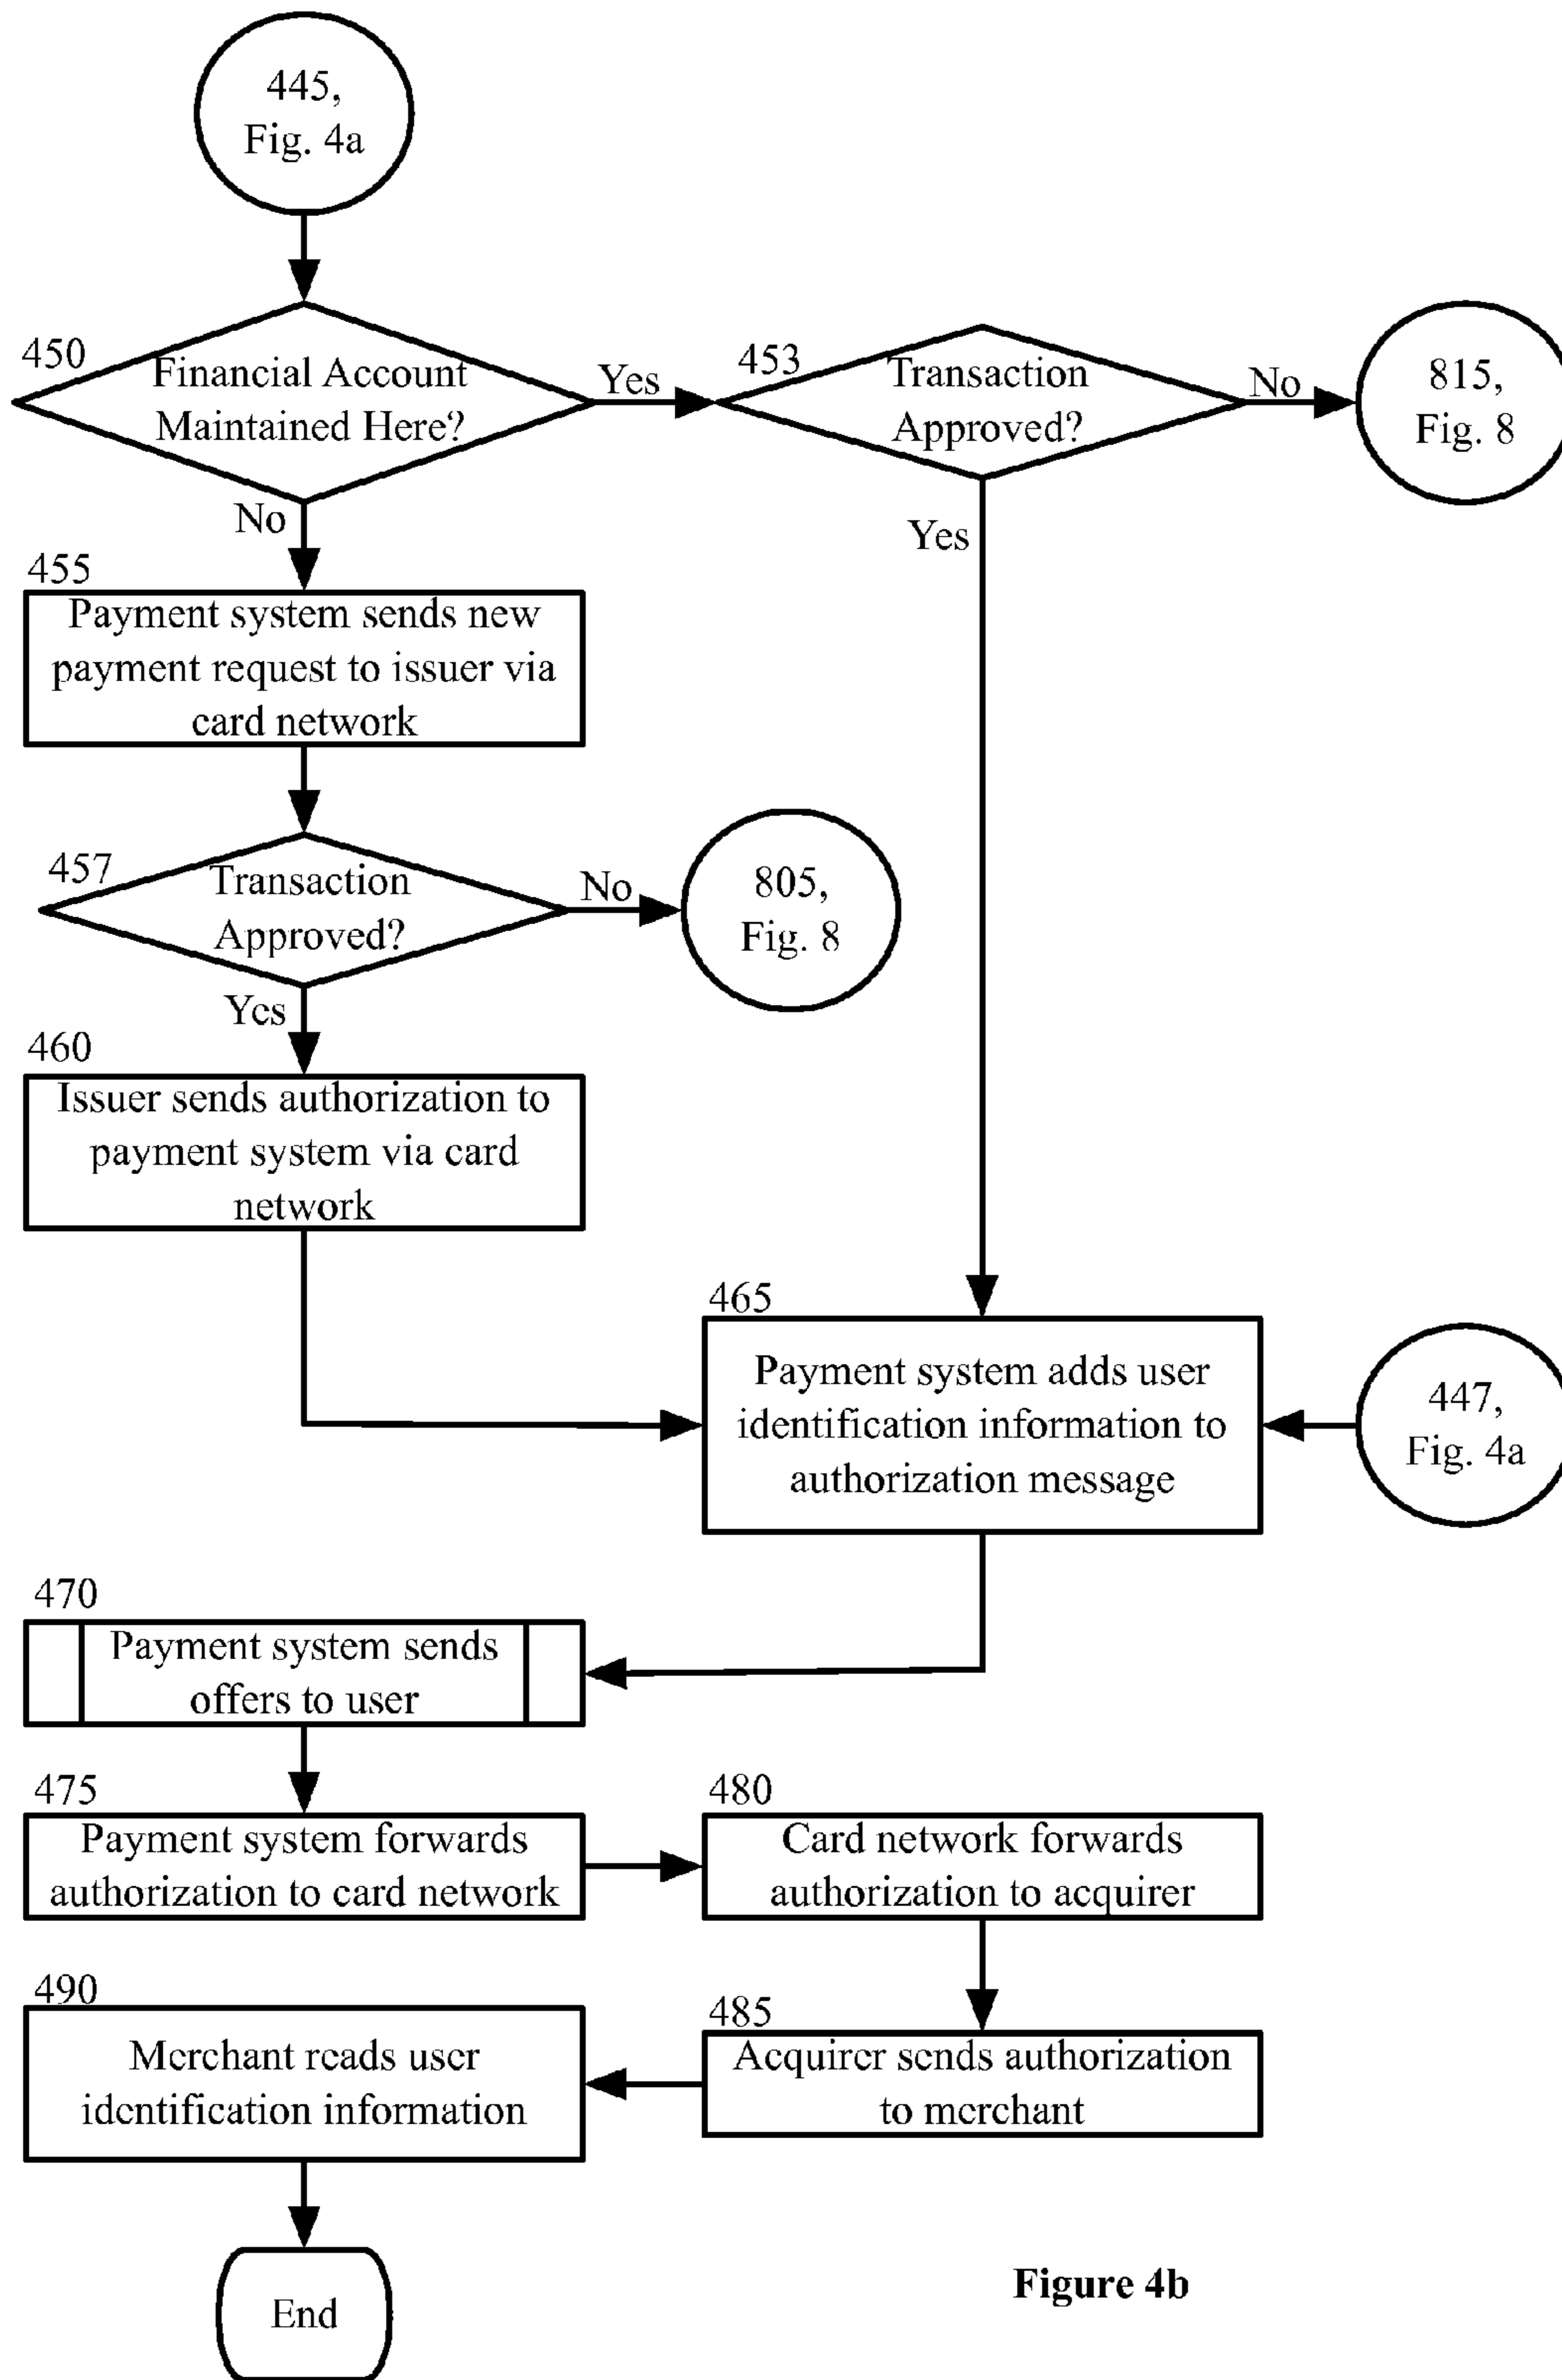 445,
Fig. 4a
450
Financial Account
Maintained Here?
Yes
453
Transaction
Approved?
No
815,
Fig. 8
No
Yes
455
Payment system sends new
payment request to issuer via
card network
457
Transaction
Approved?
No
805,
Fig. 8
Yes
460
Issuer sends authorization to
payment system via card
network
465
Payment system adds user
identification information to
authorization message
447,
Fig. 4a
470
Payment system sends
offers to user
475
Payment system forwards
authorization to card network
480
Card network forwards
authorization to acquirer
485
Acquirer sends authorization
to merchant
490
Merchant reads user
identification information
End
Figure 4b